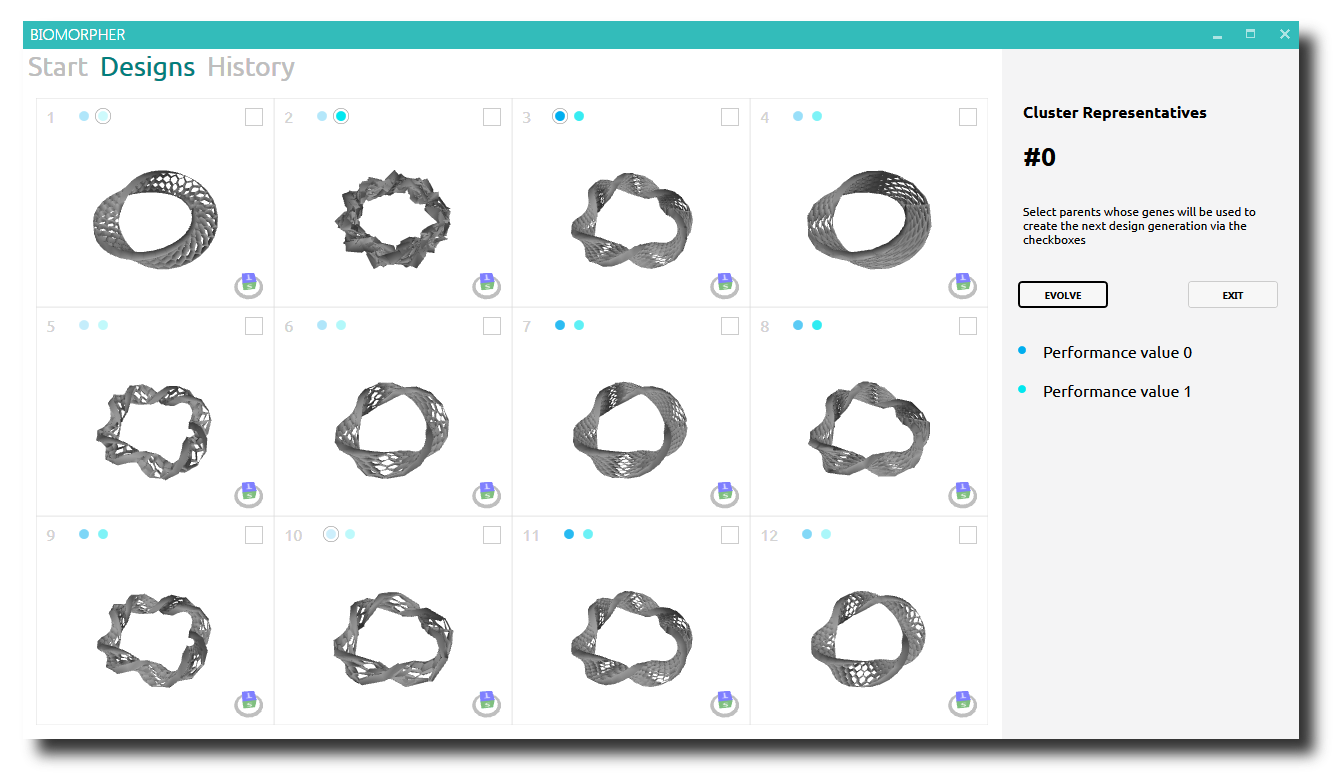 BIOMORPHER
Start Designs History
Cluster Representatives
#0
Select parents whose genes will be used to
create the next design generation via the
checkboxes
EVOLVE EXIT
Performance value 0
Performance value 1
1 2 3 4
5 6 7 8
9 10 11 12